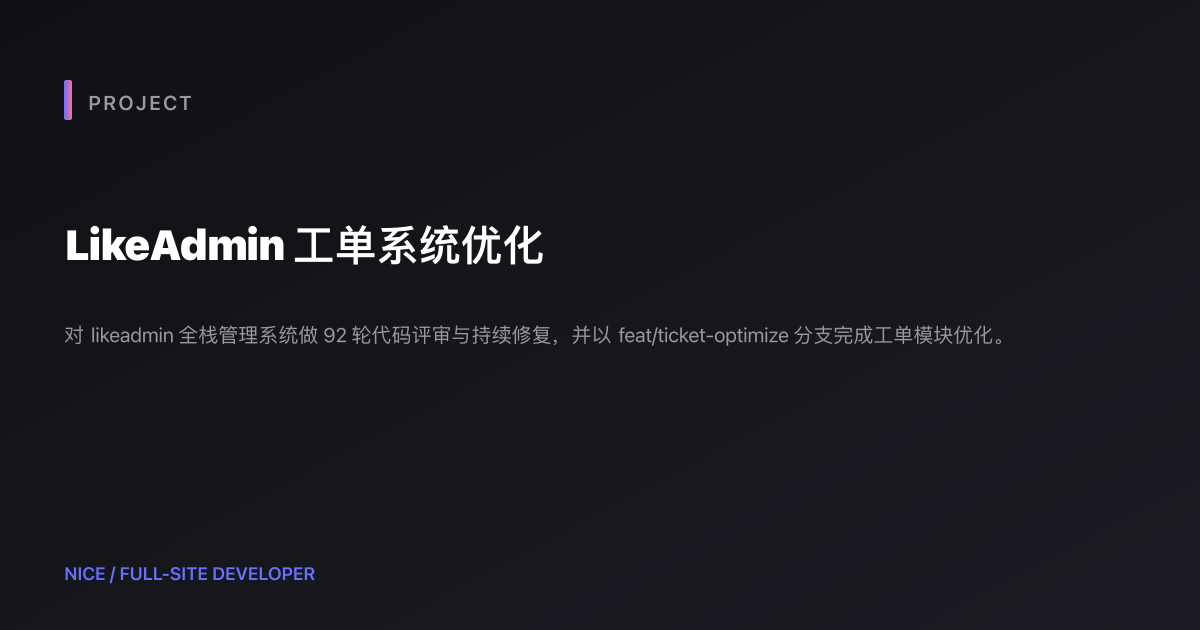 PROJECT
LikeAdmin 工单系统优化
对 likeadmin 全栈管理系统做 92 轮代码评审与持续修复，并以 feat/ticket-optimize 分支完成工单模块优化。
NICE / FULL-SITE DEVELOPER